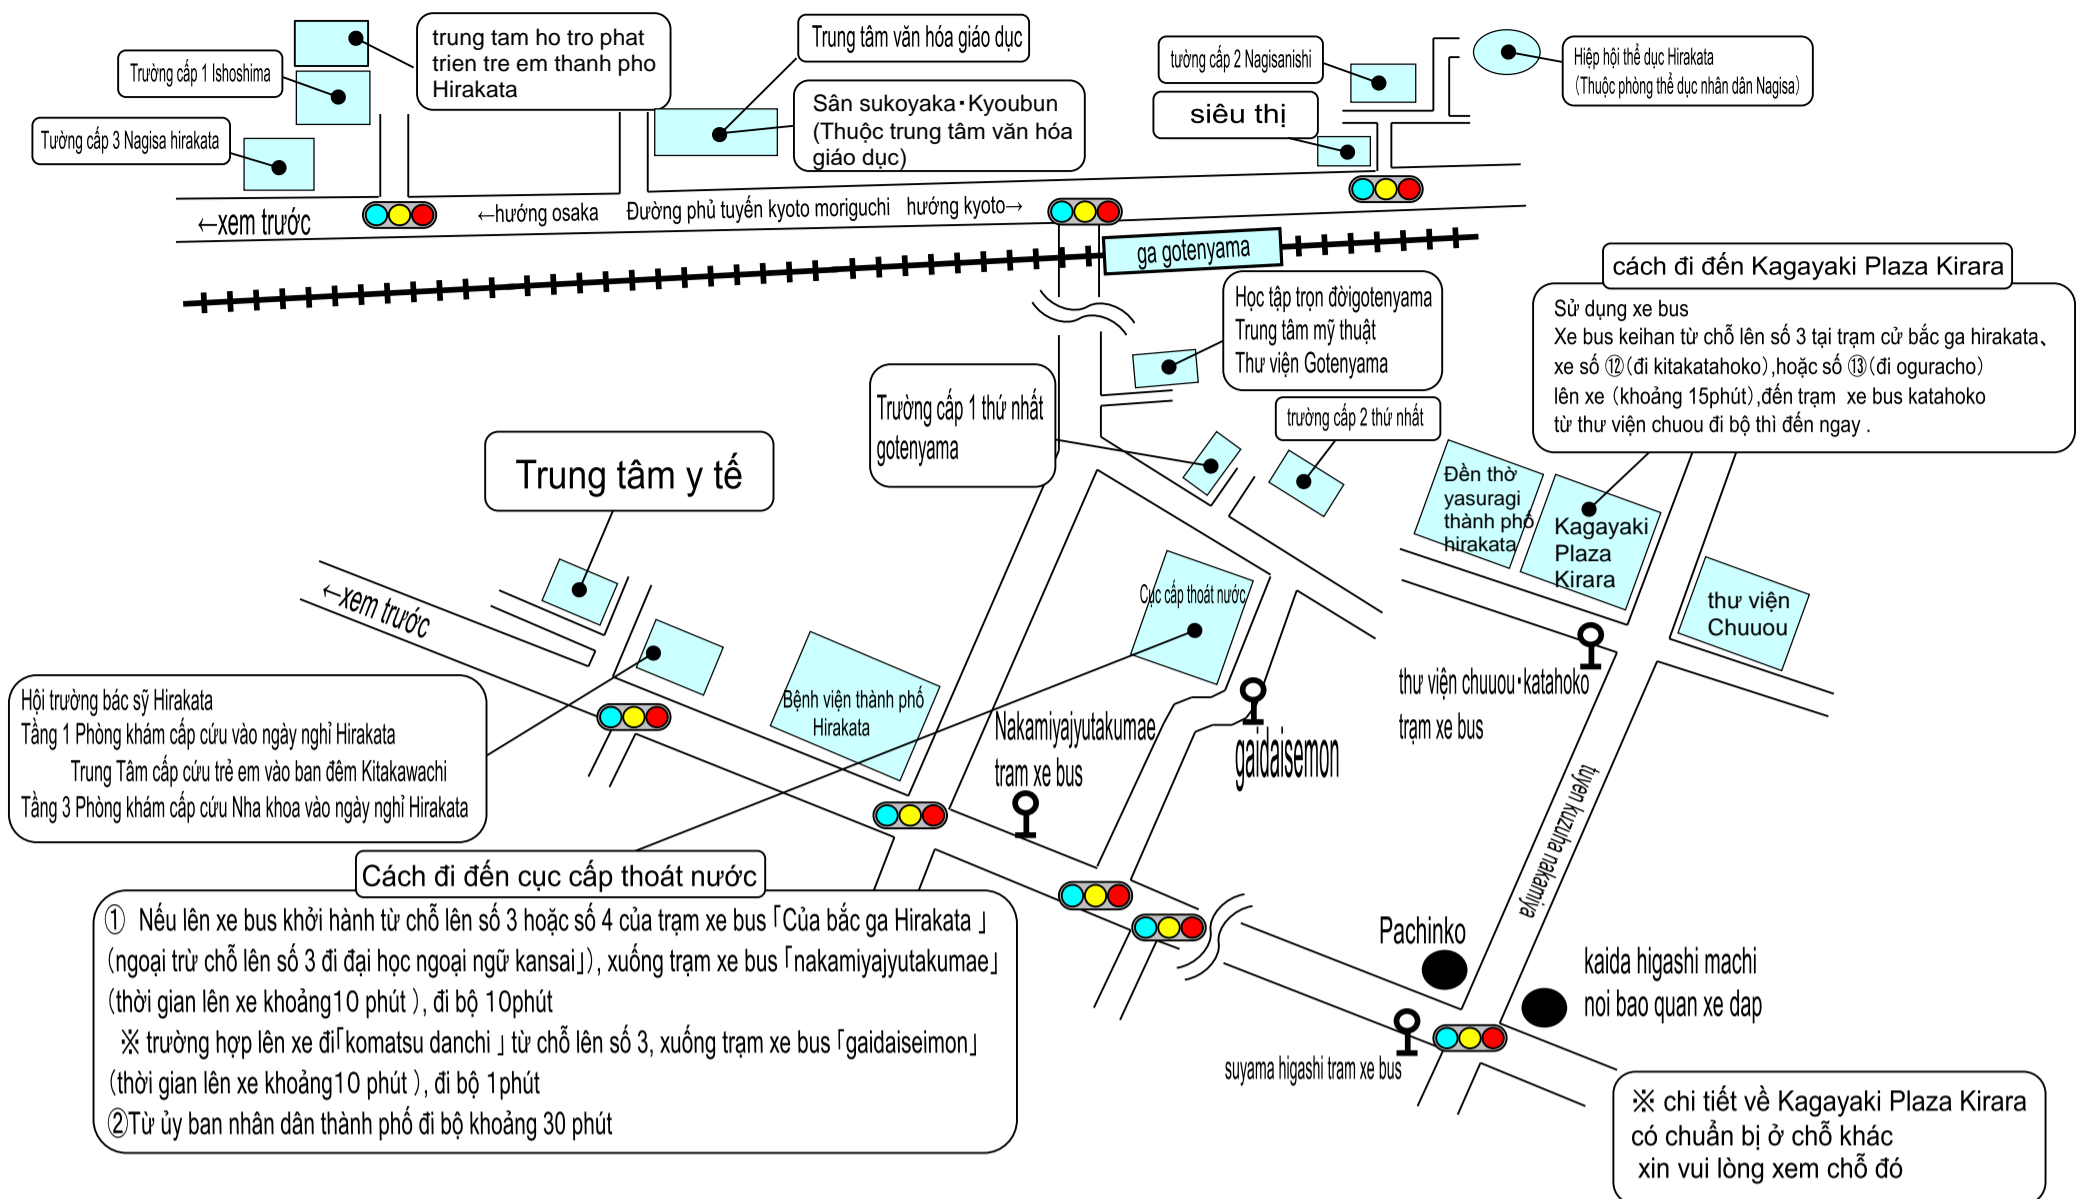 trung tam ho tro phat
trien tre em thanh pho
Hirakata
Trường cấp 1 Ishoshima
Tường cấp 3 Nagisa hirakata
Trung tâm văn hóa giáo dục
Sân sukoyaka・Kyoubun
(Thuộc trung tâm văn hóa
giáo dục)
tường cấp 2 Nagisanishi
siêu thị
Hiệp hội thể dục Hirakata
(Thuộc phòng thể dục nhân dân Nagisa)
←xem trước
←hướng osaka
Đường phủ tuyến kyoto moriguchi
hướng kyoto→
ga gotenyama
cách đi đến Kagayaki Plaza Kirara
Sử dụng xe bus
Xe bus keihan từ chỗ lên số 3 tại trạm cử bắc ga hirakata、
xe số ⑫(đi kitakatahoko),hoặc số ⑬(đi oguracho)
lên xe (khoảng 15phút),đến trạm xe bus katahoko
từ thư viện chuou đi bộ thì đến ngay .
Học tập trọn đờigotenyama
Trung tâm mỹ thuật
Thư viện Gotenyama
Trường cấp 1 thứ nhất
gotenyama
trường cấp 2 thứ nhất
Trung tâm y tế
Đền thờ
yasuragi
thành phố
hirakata
Kagayaki
Plaza
Kirara
thư viện
Chuuou
←xem trước
Cục cấp thoát nước
Hội trường bác sỹ Hirakata
Tầng 1 Phòng khám cấp cứu vào ngày nghỉ Hirakata
Trung Tâm cấp cứu trẻ em vào ban đêm Kitakawachi
Tầng 3 Phòng khám cấp cứu Nha khoa vào ngày nghỉ Hirakata
Bệnh viện thành phố
Hirakata
Nakamiyajyutakumae
tram xe bus
gaidaisemon
thư viện chuuou・katahoko
trạm xe bus
tuyen kuzuha nakamiya
Cách đi đến cục cấp thoát nước
① Nếu lên xe bus khởi hành từ chỗ lên số 3 hoặc số 4 của trạm xe bus「Của bắc ga Hirakata 」
(ngoại trừ chỗ lên số 3 đi đại học ngoại ngữ kansai」), xuống trạm xe bus「nakamiyajyutakumae」
(thời gian lên xe khoảng10 phút ), đi bộ 10phút
※ trường hợp lên xe đi「komatsu danchi 」từ chỗ lên số 3, xuống trạm xe bus「gaidaiseimon」
(thời gian lên xe khoảng10 phút ), đi bộ 1phút
②Từ ủy ban nhân dân thành phố đi bộ khoảng 30 phút
Pachinko
kaida higashi machi
noi bao quan xe dap
suyama higashi tram xe bus
※ chi tiết về Kagayaki Plaza Kirara
có chuẩn bị ở chỗ khác
xin vui lòng xem chỗ đó